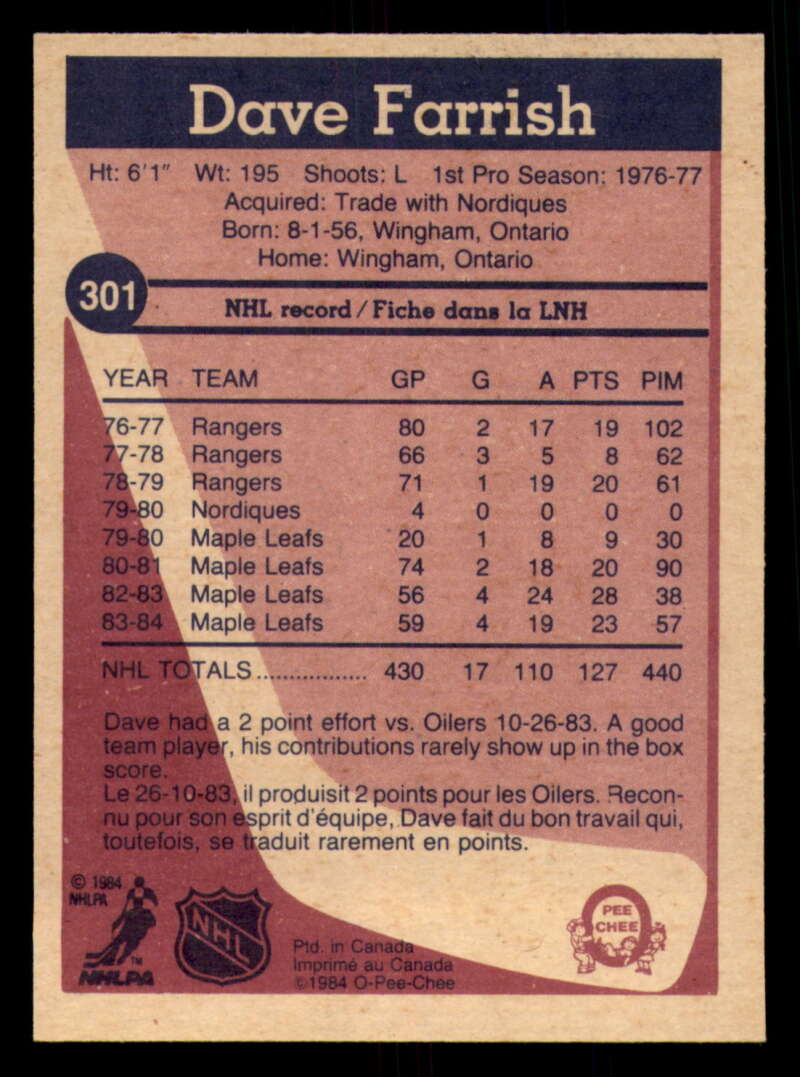 Dave Farrish
Ht: 6'1" Wt: 195 Shoots: L 1st Pro Season: 1976-77
Acquired: Trade with Nordiques
Born: 8-1-56, Wingham, Ontario
Home: Wingham, Ontario
301
NHL record / Fiche dans la LNH
YEAR TEAM GP G A PTS PIM
76-77 Rangers 80 2 17 19 102
77-78 Rangers 66 3 5 8 62
78-79 Rangers 71 1 19 20 61
79-80 Nordiques 4 0 0 0 0
79-80 Maple Leafs 20 1 8 9 30
80-81 Maple Leafs 74 2 18 20 90
82-83 Maple Leafs 56 4 24 28 38
83-84 Maple Leafs 59 4 19 23 57
NHL TOTALS................. 430 17 110 127 440
Dave had a 2 point effort vs. Oilers 10-26-83. A good
team player, his contributions rarely show up in the box
score.
Le 26-10-83, il produisit 2 points pour les Oilers. Recon-
nu pour son esprit d'équipe, Dave fait du bon travail qui,
toutefois, se traduit rarement en points.
© 1984
NHLPA
TM
NHLPA
NHL
Ptd. in Canada
Imprimé au Canada
©1984 O-Pee-Chee
PEE
CHEE